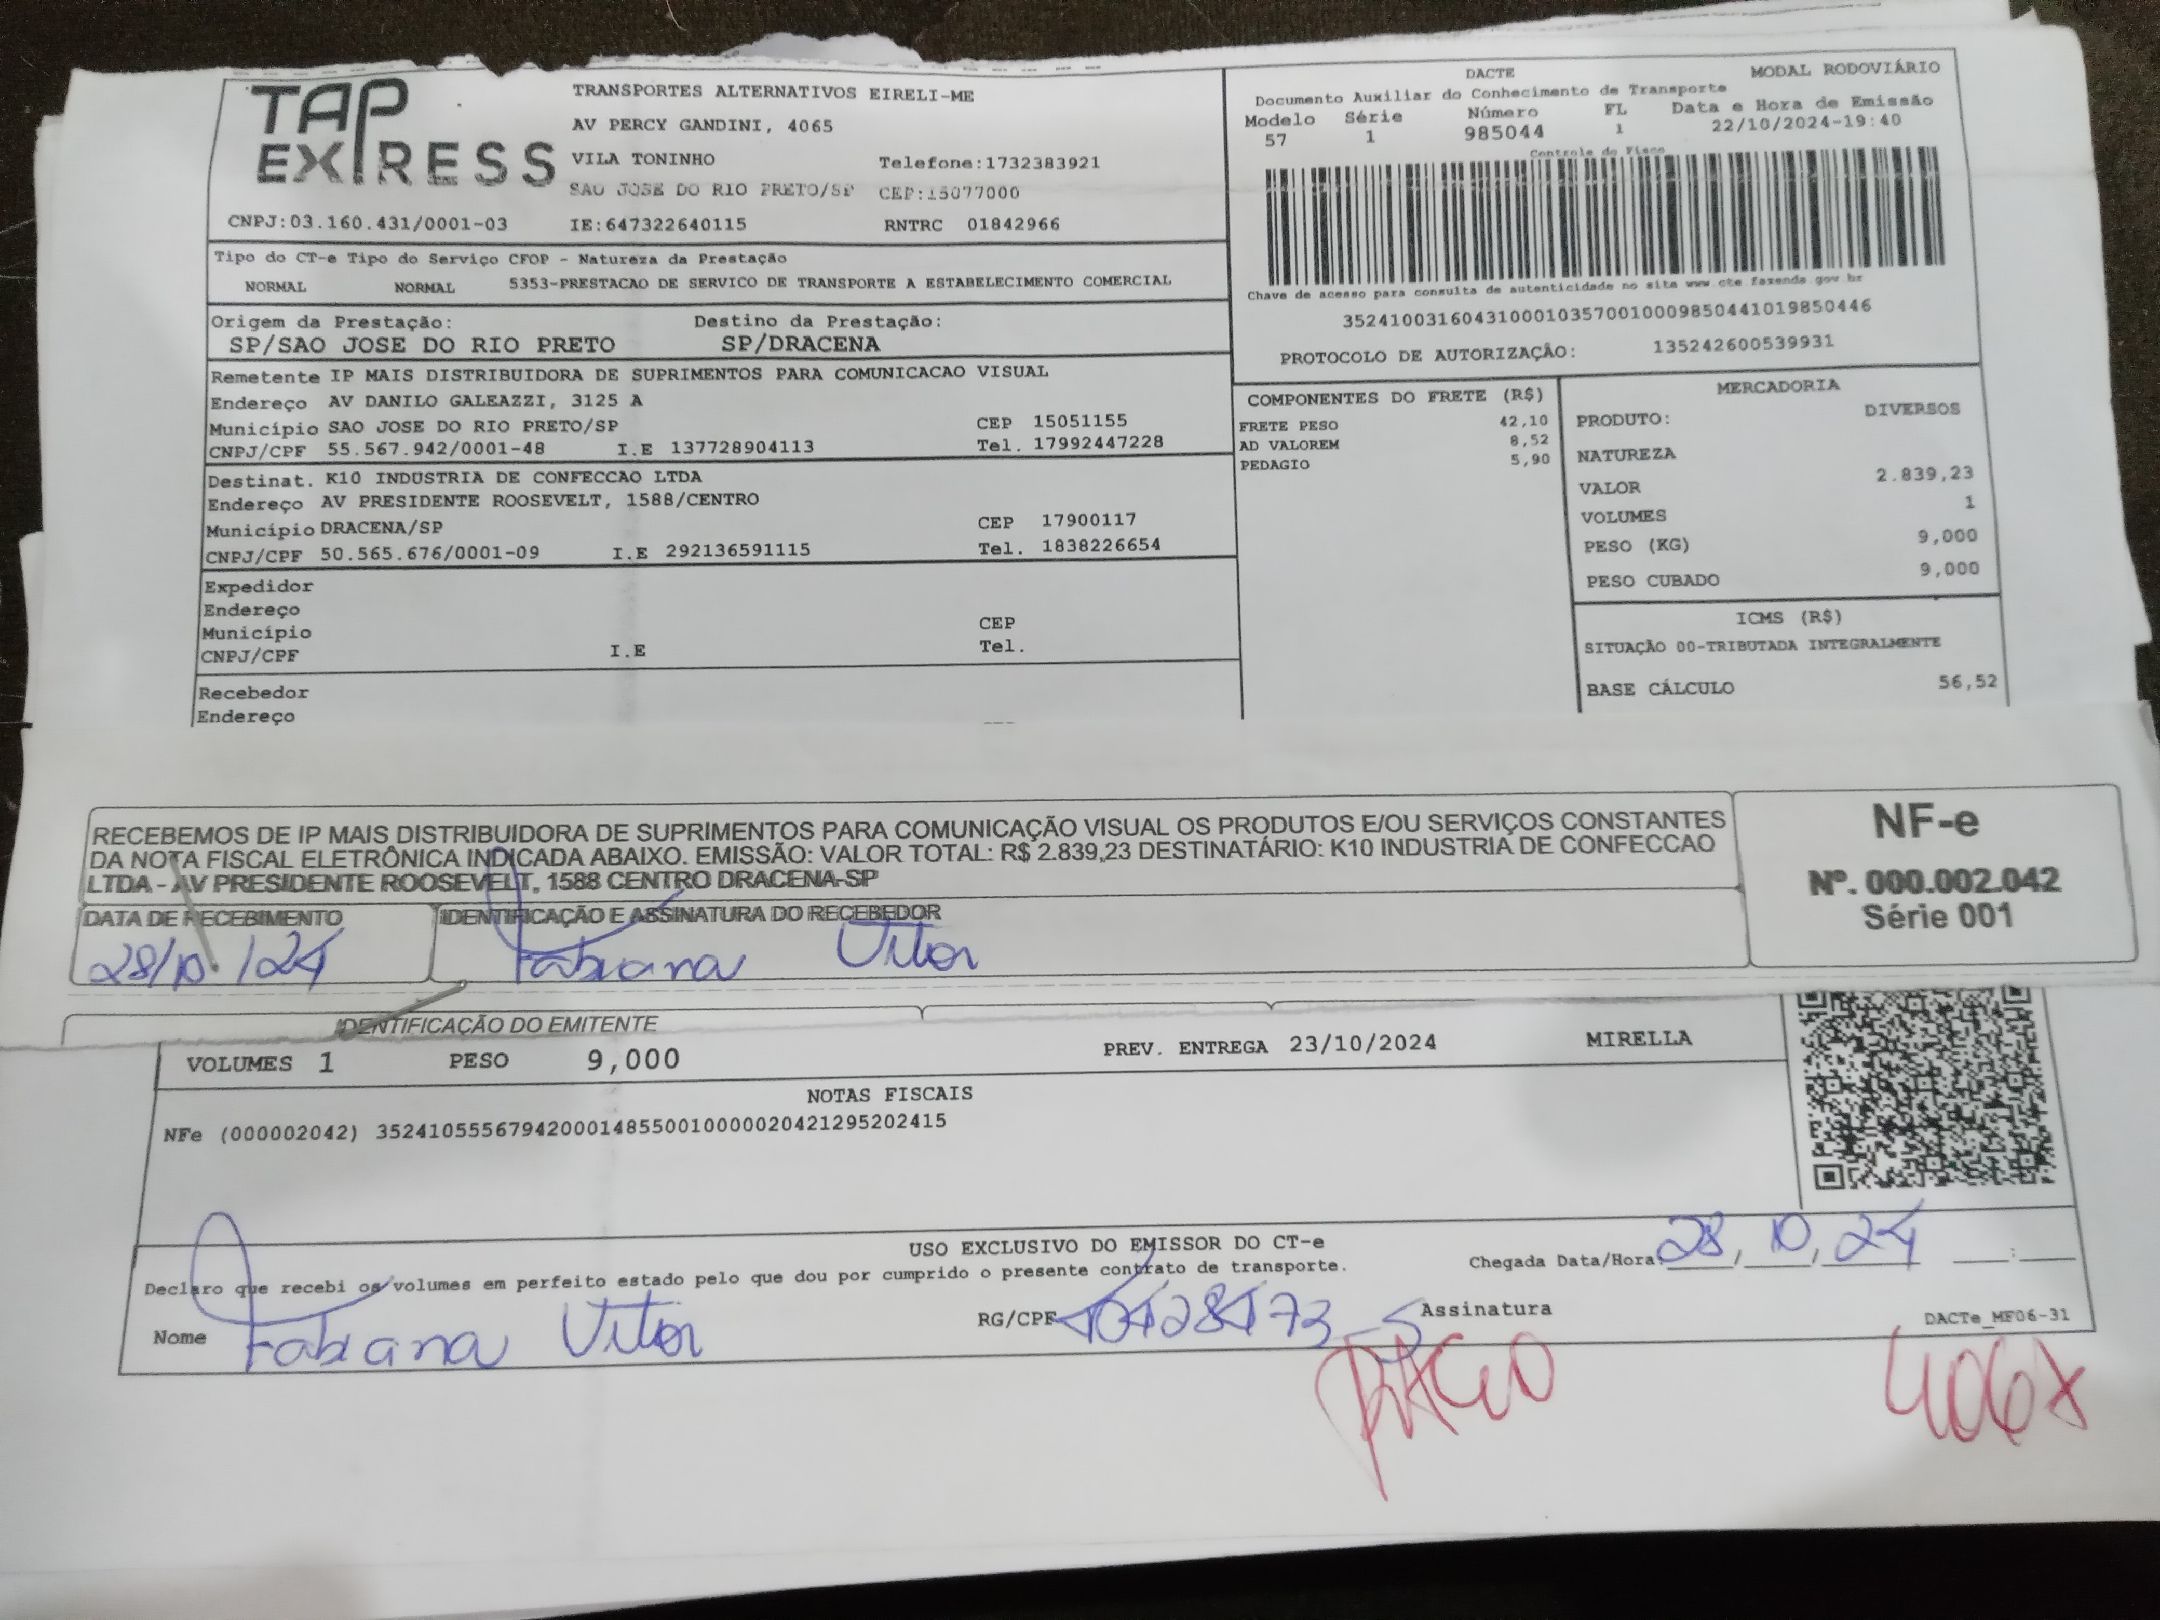 TAP EXPRESS
TRANSPORTES ALTERNATIVOS EIRELI-ME
AV PERCY GANDINI, 4065
VILA TONINHO Telefone:1732383921
SAO JOSE DO RIO PRETO/SP CEP:15077000
CNPJ:03.160.431/0001-03 IE:647322640115 RNTRC 01842966
Tipo do CT-e Tipo do Serviço CFOP - Natureza da Prestação
NORMAL NORMAL 5353-PRESTACAO DE SERVICO DE TRANSPORTE A ESTABELECIMENTO COMERCIAL
Origem da Prestação: Destino da Prestação:
SP/SAO JOSE DO RIO PRETO SP/DRACENA
Remetente IP MAIS DISTRIBUIDORA DE SUPRIMENTOS PARA COMUNICACAO VISUAL
Endereço AV DANILO GALEAZZI, 3125 A
Município SAO JOSE DO RIO PRETO/SP CEP 15051155
CNPJ/CPF 55.567.942/0001-48 I.E 137728904113 Tel. 17992447228
Destinat. K10 INDUSTRIA DE CONFECCAO LTDA
Endereço AV PRESIDENTE ROOSEVELT, 1588/CENTRO
Município DRACENA/SP CEP 17900117
CNPJ/CPF 50.565.676/0001-09 I.E 292136591115 Tel. 1838226654
Expedidor
Endereço
Município CEP
CNPJ/CPF I.E Tel.
Recebedor
Endereço
DACTE MODAL RODOVIÁRIO
Documento Auxiliar do Conhecimento de Transporte
Modelo Série Número FL Data e Hora de Emissão
57 1 985044 1 22/10/2024-19:40
Controle do Fisco
Chave de acesso para consulta de autenticidade no site www.cte.fazenda.gov.br
35241003160431000103570010009850441019850446
PROTOCOLO DE AUTORIZAÇÃO: 135242600539931
COMPONENTES DO FRETE (R$)
FRETE PESO 42,10
AD VALOREM 8,52
PEDAGIO 5,90
MERCADORIA
PRODUTO: DIVERSOS
NATUREZA
VALOR 2.839,23
VOLUMES 1
PESO (KG) 9,000
PESO CUBADO 9,000
ICMS (R$)
SITUAÇÃO 00-TRIBUTADA INTEGRALMENTE
BASE CÁLCULO 56,52
RECEBEMOS DE IP MAIS DISTRIBUIDORA DE SUPRIMENTOS PARA COMUNICAÇÃO VISUAL OS PRODUTOS E/OU SERVIÇOS CONSTANTES
DA NOTA FISCAL ELETRÔNICA INDICADA ABAIXO. EMISSÃO: VALOR TOTAL: R$ 2.839,23 DESTINATÁRIO: K10 INDUSTRIA DE CONFECCAO
LTDA - AV PRESIDENTE ROOSEVELT, 1588 CENTRO DRACENA-SP
NF-e
Nº. 000.002.042
Série 001
DATA DE RECEBIMENTO IDENTIFICAÇÃO E ASSINATURA DO RECEBEDOR
28/10/24 Fabiana Vitor
IDENTIFICAÇÃO DO EMITENTE
VOLUMES 1 PESO 9,000 PREV. ENTREGA 23/10/2024 MIRELLA
NOTAS FISCAIS
NFe (000002042) 35241055567942000148550010000020421295202415
USO EXCLUSIVO DO EMISSOR DO CT-e
Declaro que recebi os volumes em perfeito estado pelo que dou por cumprido o presente contrato de transporte.
Chegada Data/Hora: 28, 10, 24
Nome Fabiana Vitor RG/CPF Assinatura
DACTe_MF06-31
PAGO